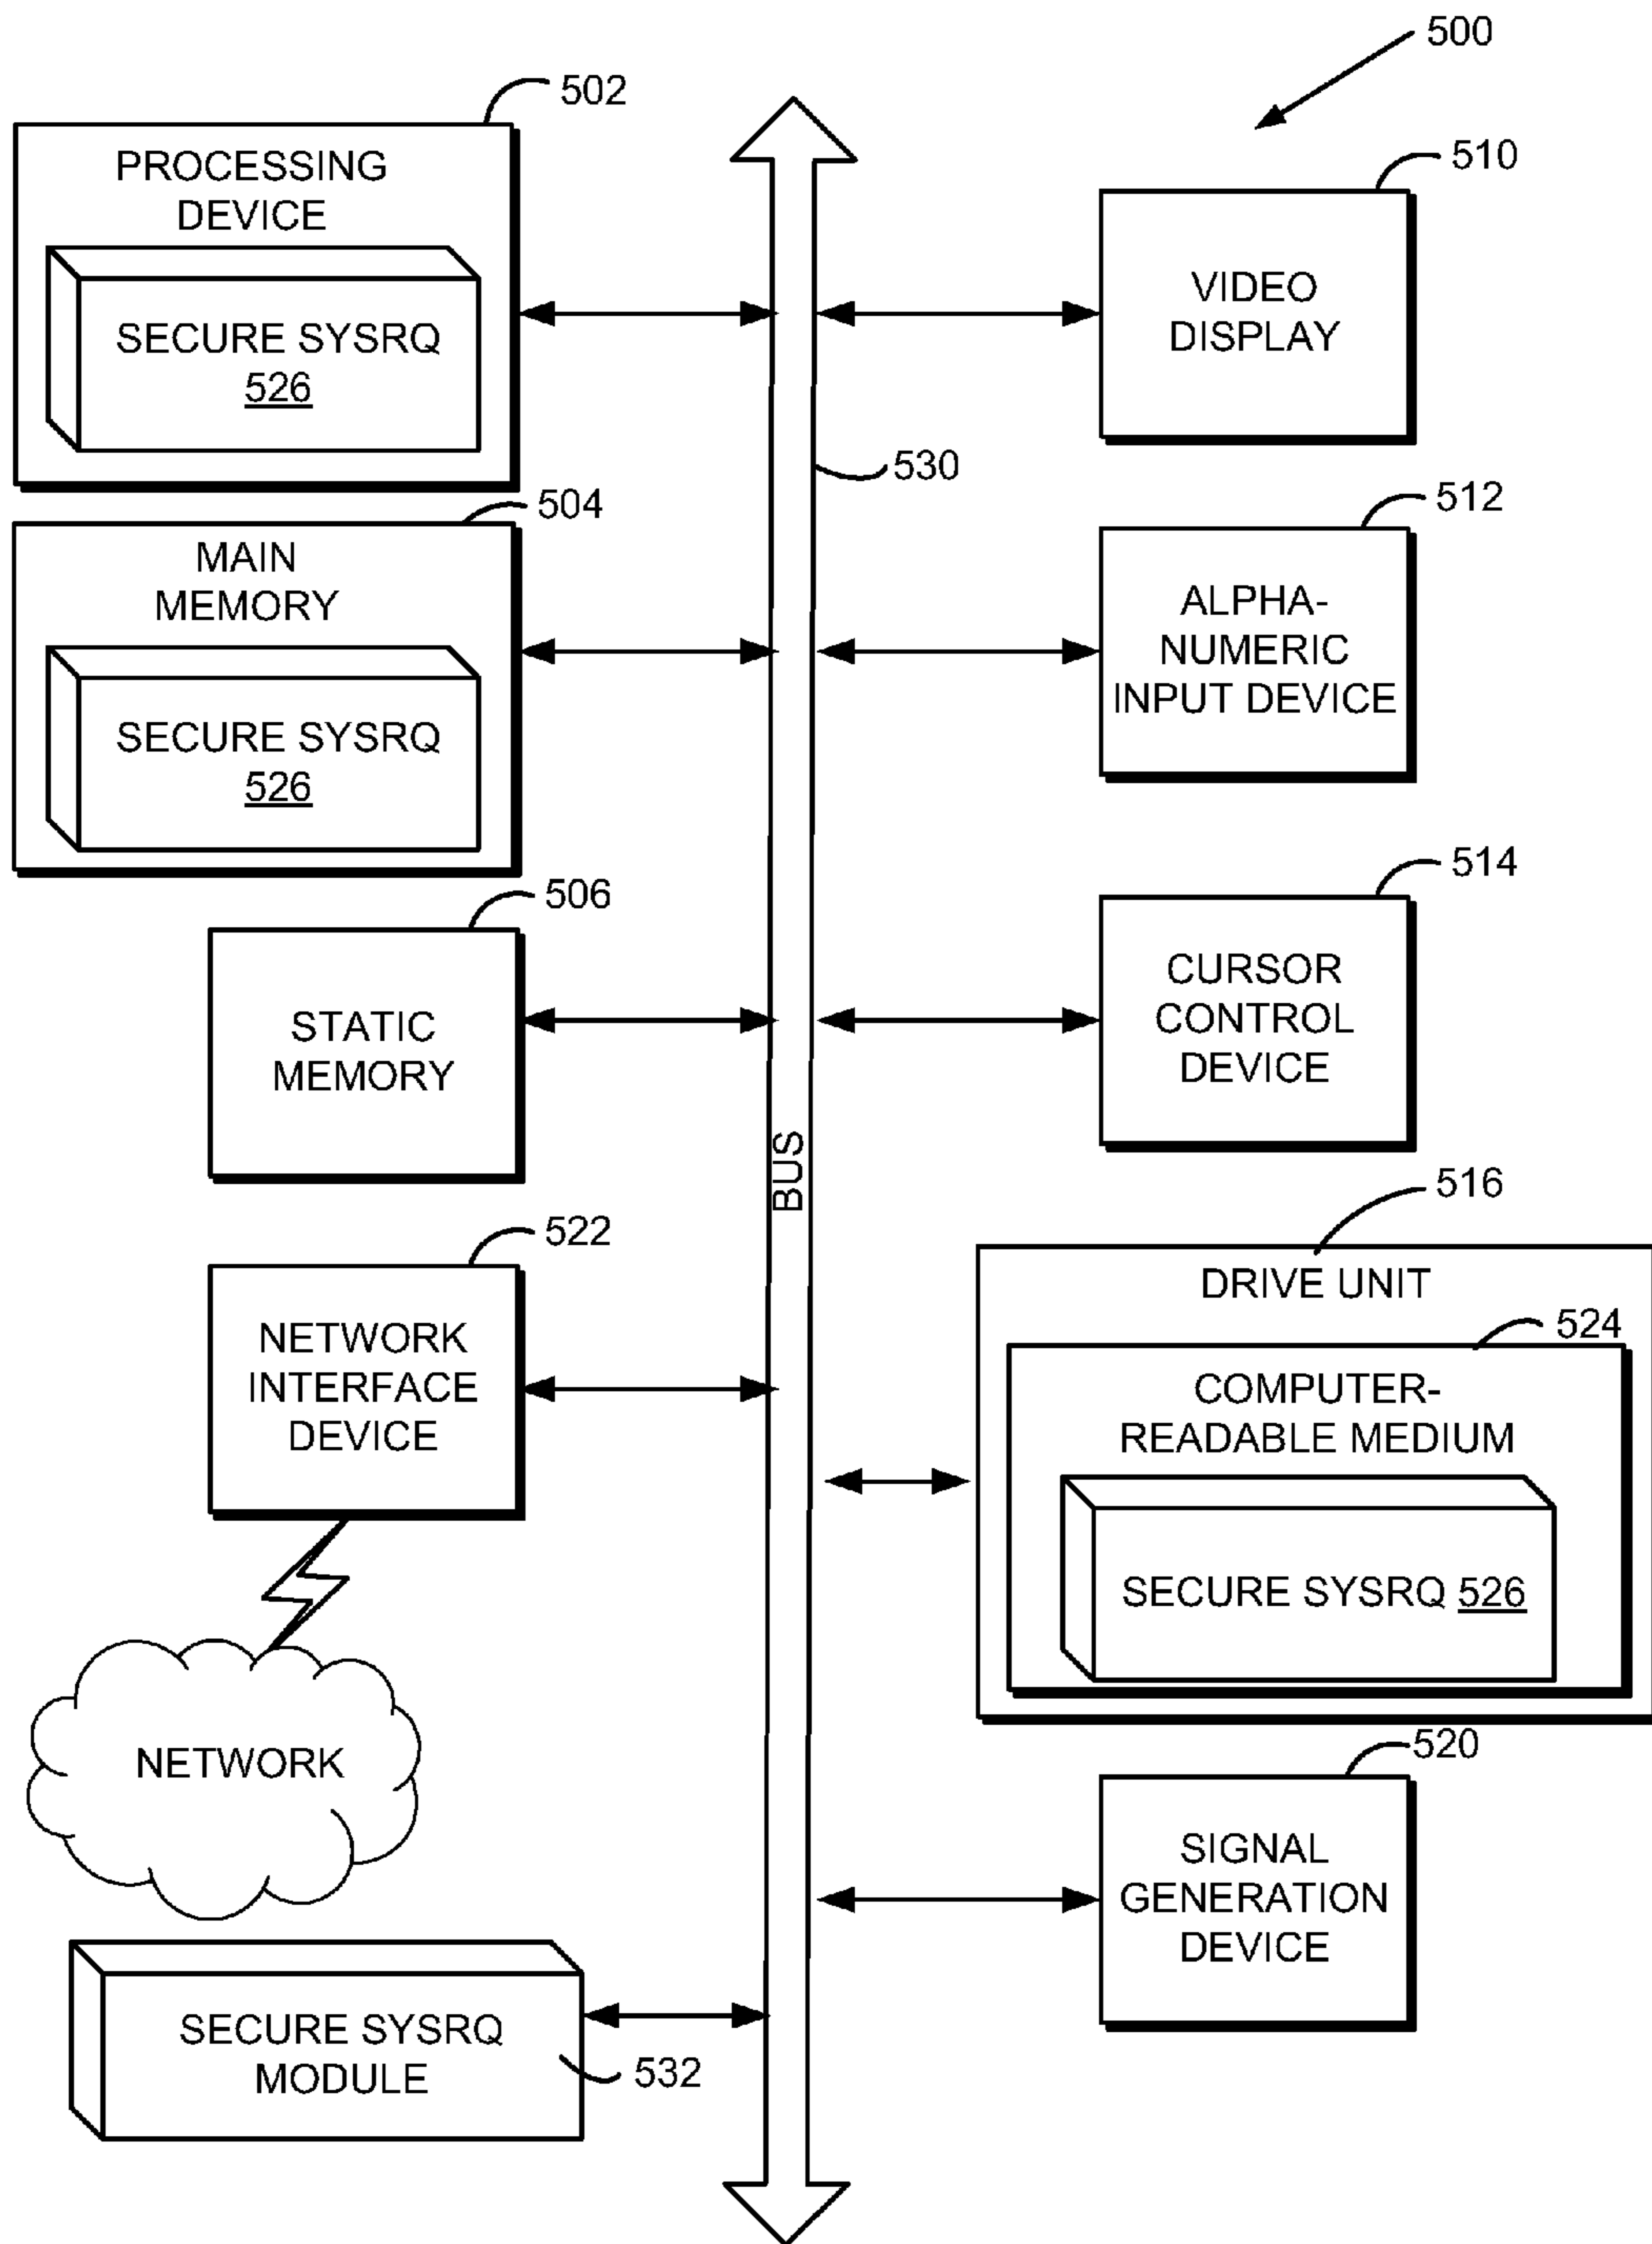 500
502
PROCESSING
DEVICE
SECURE SYSRQ
526
510
VIDEO
DISPLAY
530
504
MAIN
MEMORY
SECURE SYSRQ
526
512
ALPHA-
NUMERIC
INPUT DEVICE
506
STATIC
MEMORY
514
CURSOR
CONTROL
DEVICE
BUS
522
NETWORK
INTERFACE
DEVICE
516
DRIVE UNIT
524
COMPUTER-
READABLE MEDIUM
SECURE SYSRQ 526
NETWORK
520
SIGNAL
GENERATION
DEVICE
SECURE SYSRQ
MODULE
532